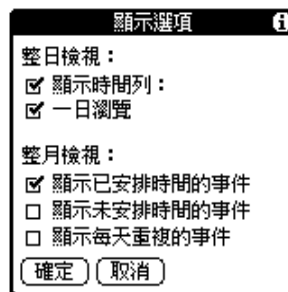 顯示選項
整日檢視：
顯示時間列：
一日瀏覽
整月檢視：
顯示已安排時間的事件
顯示未安排時間的事件
顯示每天重複的事件
確定 取消